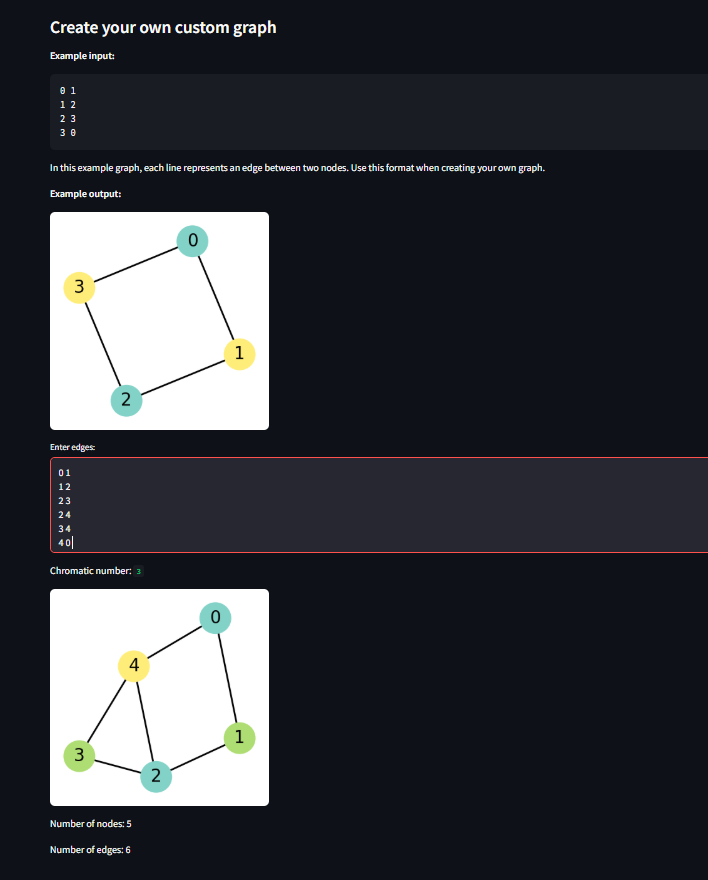 Create your own custom graph
Example input:
0 1
1 2
2 3
3 0
In this example graph, each line represents an edge between two nodes. Use this format when creating your own graph.
Example output:
0
3
1
2
Enter edges:
0 1
1 2
2 3
2 4
3 4
4 0
Chromatic number: 3
0
4
1
3
2
Number of nodes: 5
Number of edges: 6